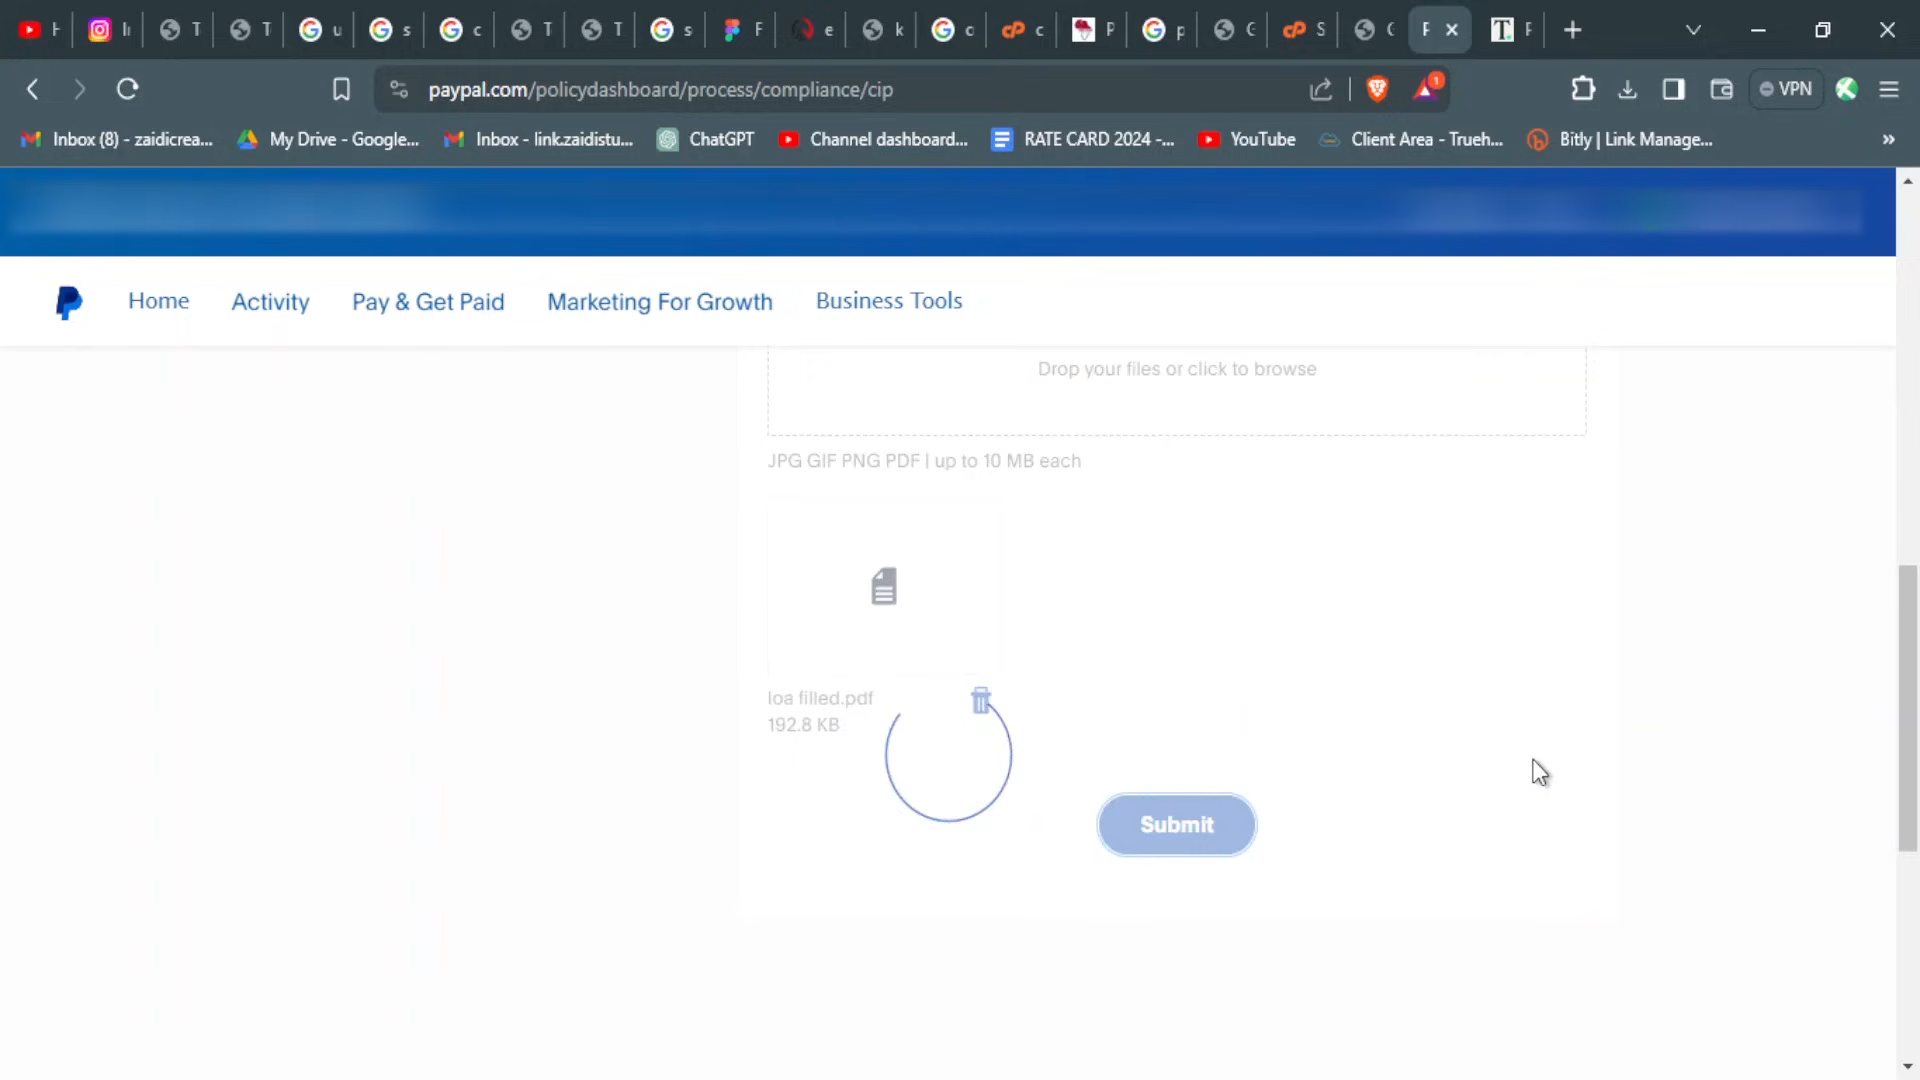 H In T T u s c T T s F e k c c P p G S C P P
paypal.com/policydashboard/process/compliance/cip 1 VPN
Inbox (8) - zaidicrea... My Drive - Google... Inbox - link.zaidistu... ChatGPT Channel dashboard... RATE CARD 2024 -... YouTube Client Area - Trueh... Bitly | Link Manage... »
Home Activity Pay & Get Paid Marketing For Growth Business Tools
Drop your files or click to browse
JPG GIF PNG PDF | up to 10 MB each
loa filled.pdf
192.8 KB
Submit